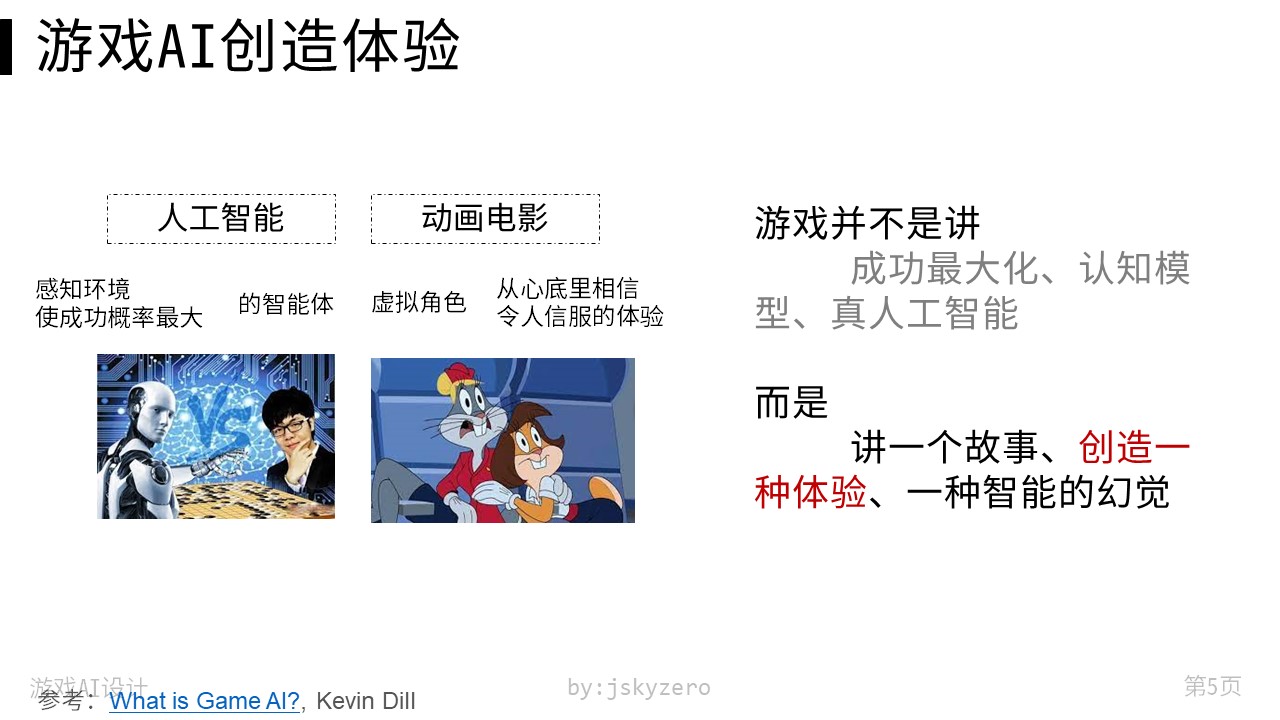 游戏AI创造体验
人工智能
动画电影
感知环境
使成功概率最大
的智能体
虚拟角色
从心底里相信
令人信服的体验
VS
游戏并不是讲
成功最大化、认知模
型、真人工智能
而是
讲一个故事、创造一
种体验、一种智能的幻觉
游戏AI设计
参考：What is Game AI?, Kevin Dill
by:jskyzero
第5页